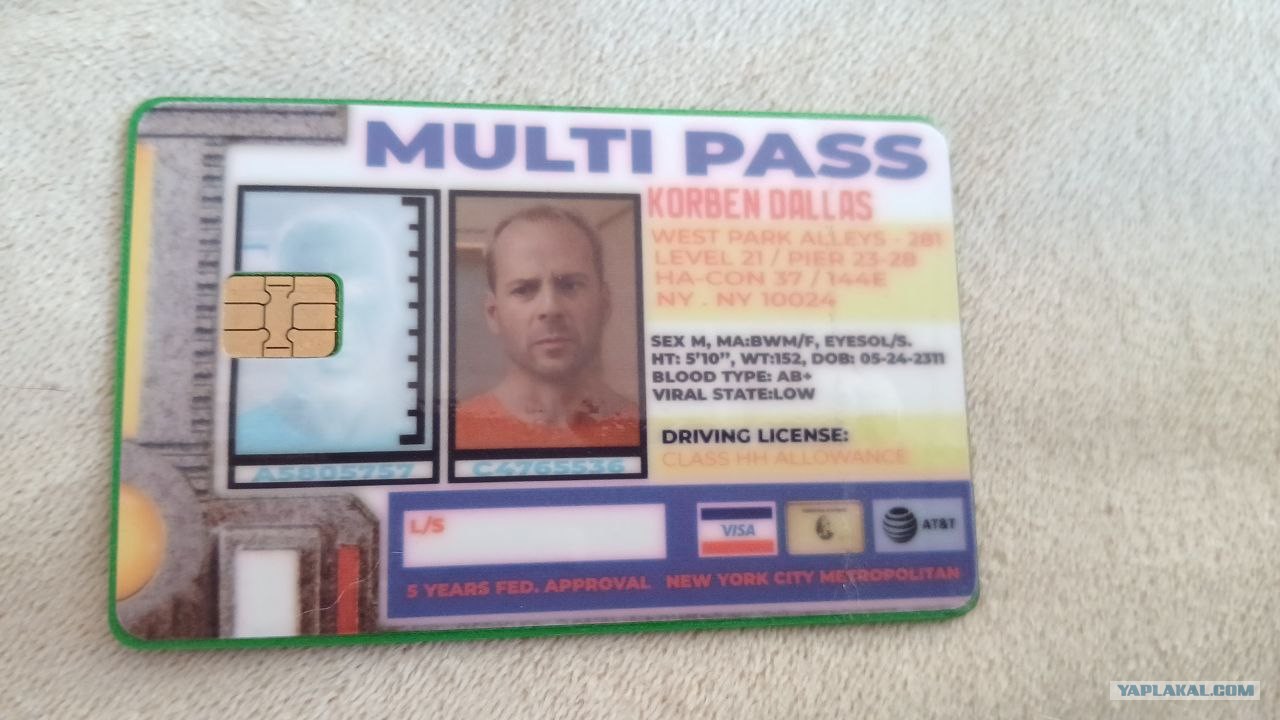 MULTI PASS
KORBEN DALLAS
WEST PARK ALLEYS - 281
LEVEL 21 / PIER 23-28
HA-CON 37 / 144E
NY . NY 10024
SEX M, MA:BWM/F, EYESOL/S.
HT: 5'10", WT:152, DOB: 05-24-2311
BLOOD TYPE: AB+
VIRAL STATE:LOW
DRIVING LICENSE:
CLASS HH ALLOWANCE
A5805757
C4765536
L/S
VISA
AT&T
5 YEARS FED. APPROVAL NEW YORK CITY METROPOLITAN
YAPLAKAL.COM